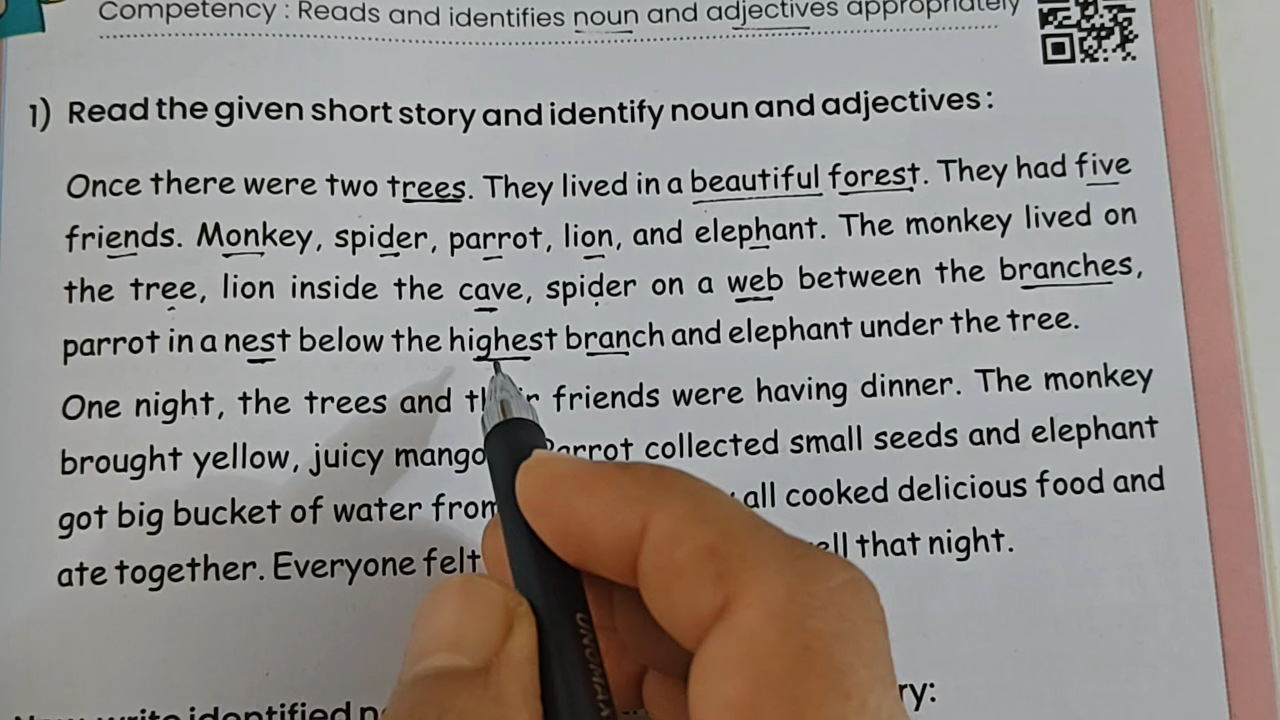 Competency : Reads and identifies noun and adjectives appropriately
1) Read the given short story and identify noun and adjectives :
Once there were two trees. They lived in a beautiful forest. They had five
friends. Monkey, spider, parrot, lion, and elephant. The monkey lived on
the tree, lion inside the cave, spider on a web between the branches,
parrot in a nest below the highest branch and elephant under the tree.
One night, the trees and friends were having dinner. The monkey
brought yellow, juicy collected small seeds and elephant
got big bucket of water all cooked delicious food and
ate together. Everyone felt that night.
write identified